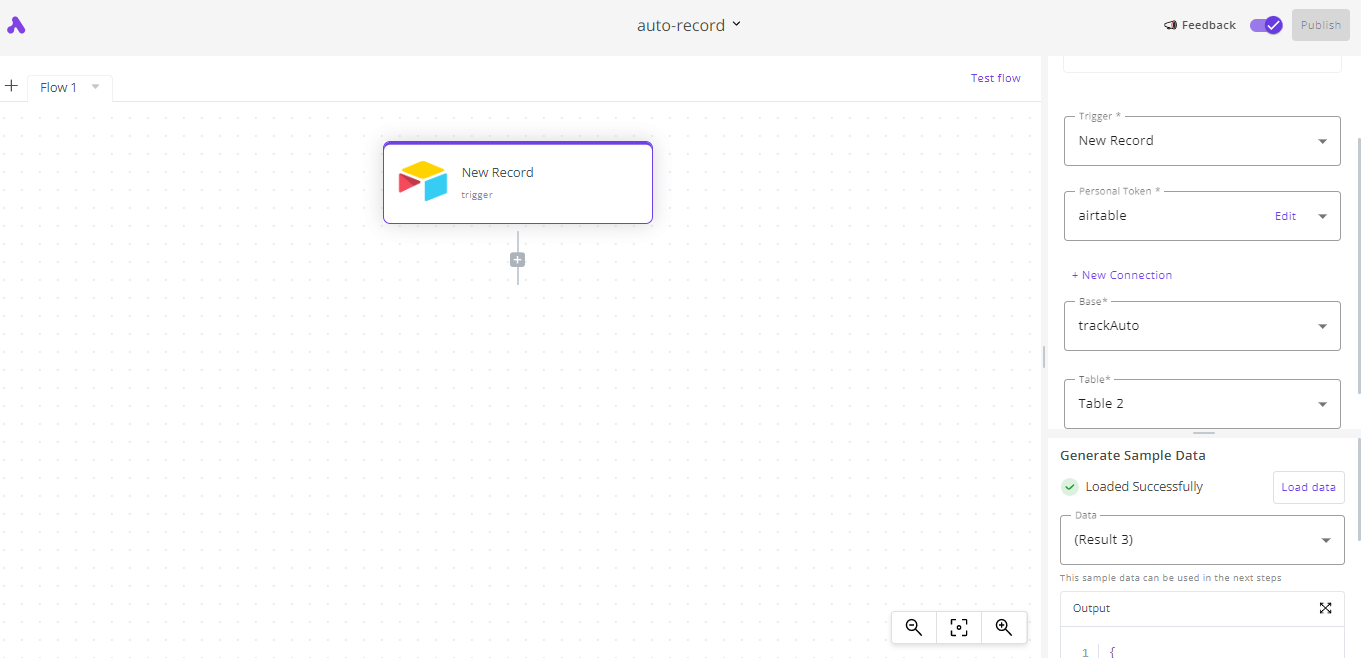 auto-record
Feedback
Publish
Flow 1
Test flow
New Record
trigger
Trigger *
New Record
Personal Token *
airtable
Edit
+ New Connection
Base*
trackAuto
Table*
Table 2
Generate Sample Data
Loaded Successfully
Load data
Data
(Result 3)
This sample data can be used in the next steps
Output
1 {